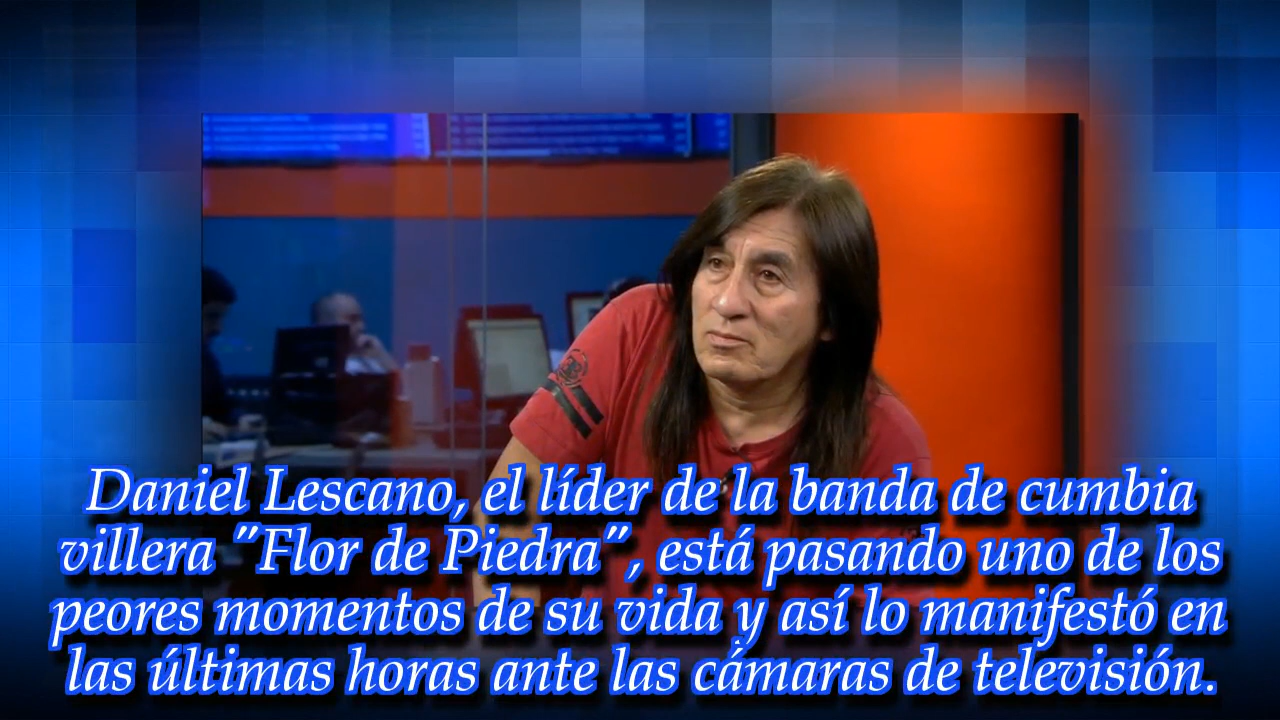 Daniel Lescano, el líder de la banda de cumbia
villera "Flor de Piedra", está pasando uno de los
peores momentos de su vida y así lo manifestó en
las últimas horas ante las cámaras de televisión.